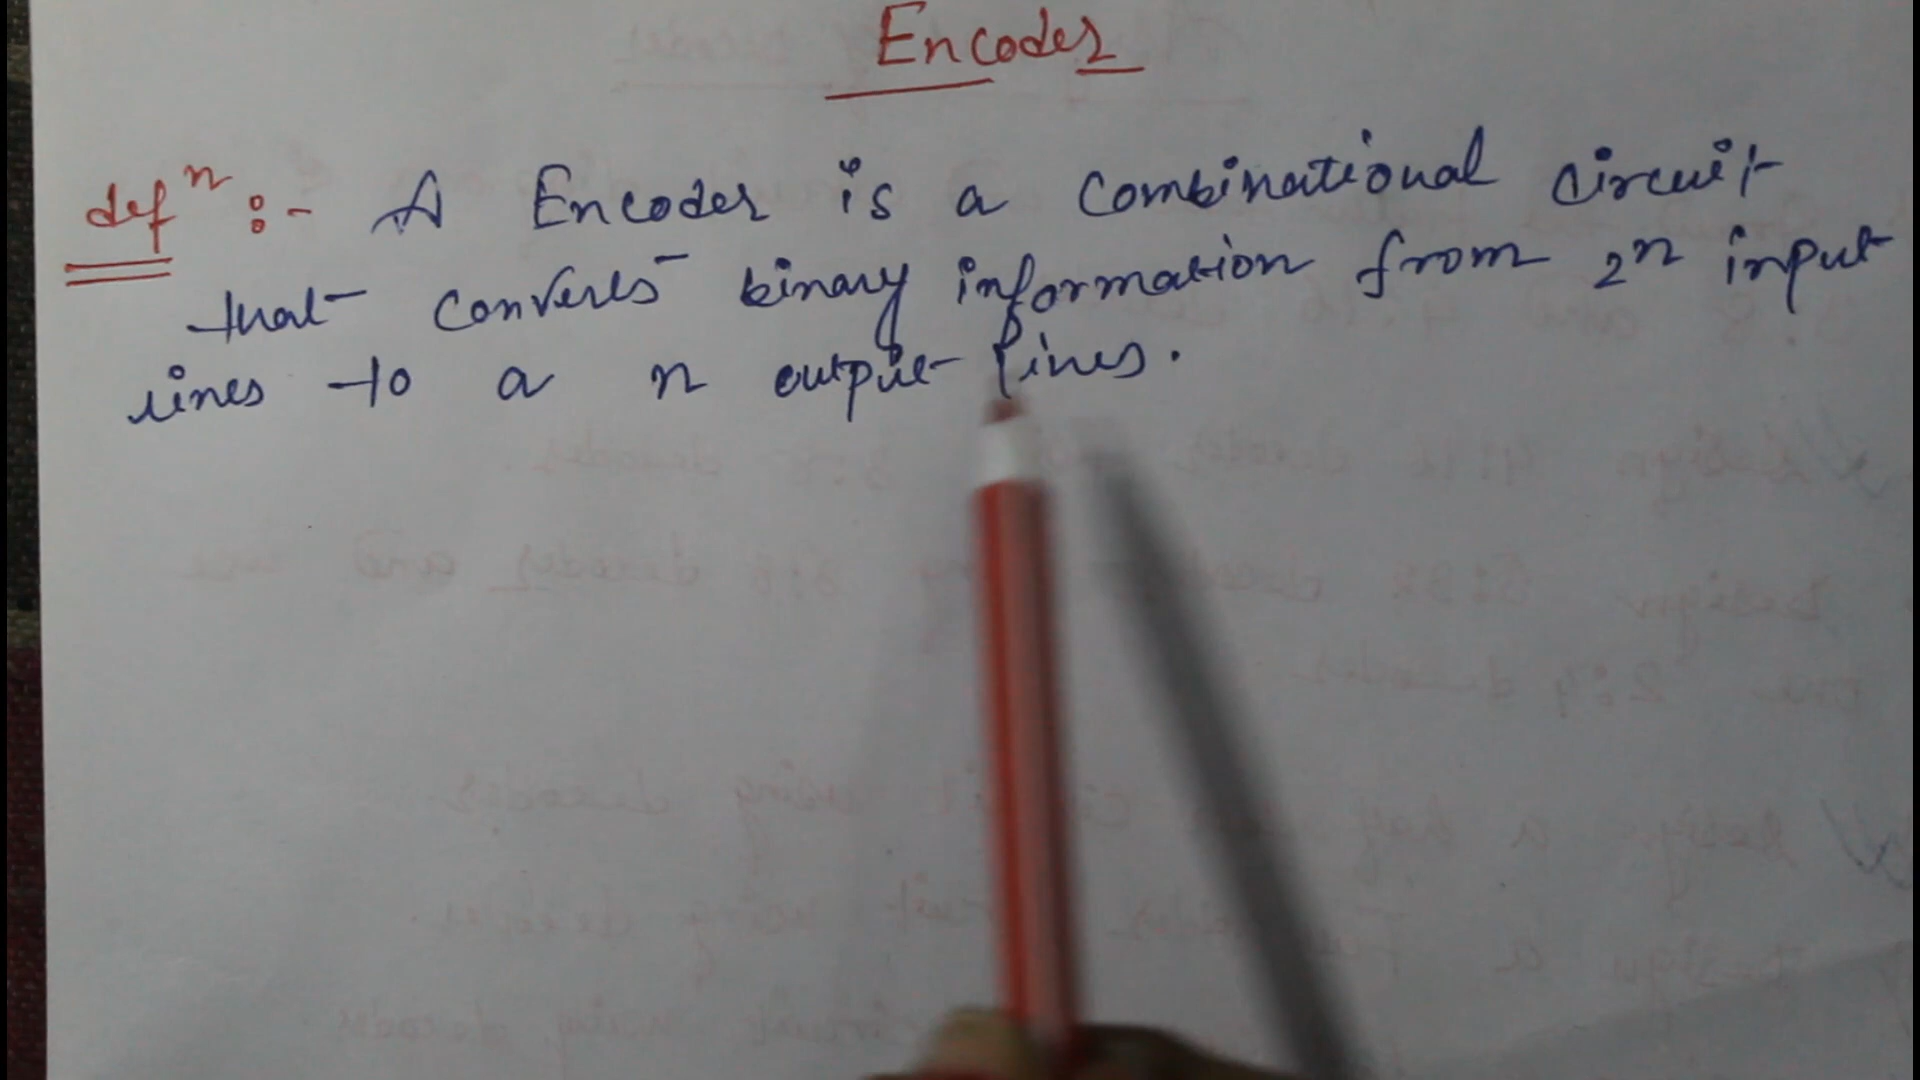 Encoder
defⁿ :- A Encoder is a combinational circuit
that converts binary information from 2ⁿ input
lines to a n output lines.